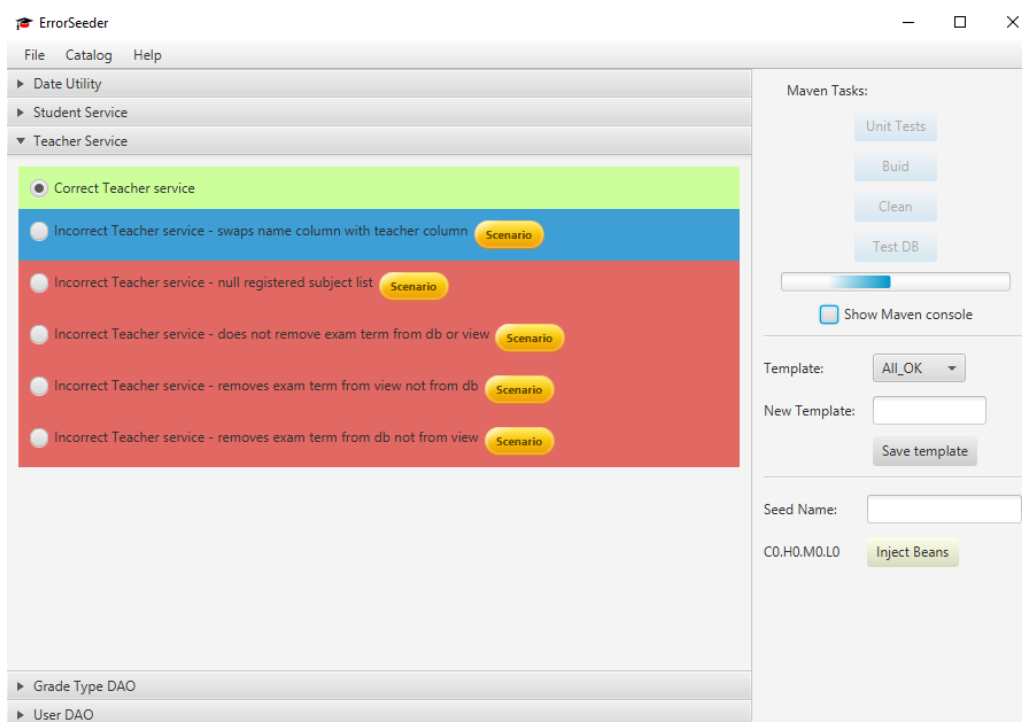 ErrorSeeder
File Catalog Help
Date Utility
Student Service
Teacher Service
Correct Teacher service
Incorrect Teacher service - swaps name column with teacher column Scenario
Incorrect Teacher service - null registered subject list Scenario
Incorrect Teacher service - does not remove exam term from db or view Scenario
Incorrect Teacher service - removes exam term from view not from db Scenario
Incorrect Teacher service - removes exam term from db not from view Scenario
Grade Type DAO
User DAO
Maven Tasks:
Unit Tests
Buid
Clean
Test DB
Show Maven console
Template: All_OK
New Template:
Save template
Seed Name:
C0.H0.M0.L0 Inject Beans